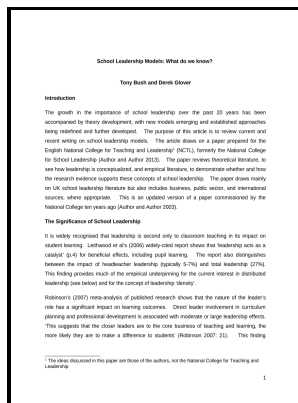 School Leadership Models: What do we know?
Tony Bush and Derek Glover
Introduction
The growth in the importance of school leadership over the past 20 years has been
accompanied by theory development, with new models emerging and established approaches
being redefined and further developed. The purpose of this article is to review current and
recent writing on school leadership models. The article draws on a paper prepared for the
English National College for Teaching and Leadership¹ (NCTL), formerly the National College
for School Leadership (Author and Author 2013). The paper reviews theoretical literature, to
see how leadership is conceptualized, and empirical literature, to demonstrate whether and how
the research evidence supports these concepts of school leadership. The paper draws mainly
on UK school leadership literature but also includes business, public sector, and international
sources, where appropriate. This is an updated version of a paper commissioned by the
National College ten years ago (Author and Author 2003).
The Significance of School Leadership
It is widely recognised that leadership is second only to classroom teaching in its impact on
student learning. Leithwood et al's (2006) widely-cited report shows that 'leadership acts as a
catalyst' (p.4) for beneficial effects, including pupil learning. The report also distinguishes
between the impact of headteacher leadership (typically 5-7%) and total leadership (27%).
This finding provides much of the empirical underpinning for the current interest in distributed
leadership (see below) and for the concept of leadership 'density'.
Robinson's (2007) meta-analysis of published research shows that the nature of the leader's
role has a significant impact on learning outcomes. Direct leader involvement in curriculum
planning and professional development is associated with moderate or large leadership effects.
'This suggests that the closer leaders are to the core business of teaching and learning, the
more likely they are to make a difference to students' (Robinson 2007: 21). This finding
¹ The ideas discussed in this paper are those of the authors, not the National College for Teaching and
Leadership
1